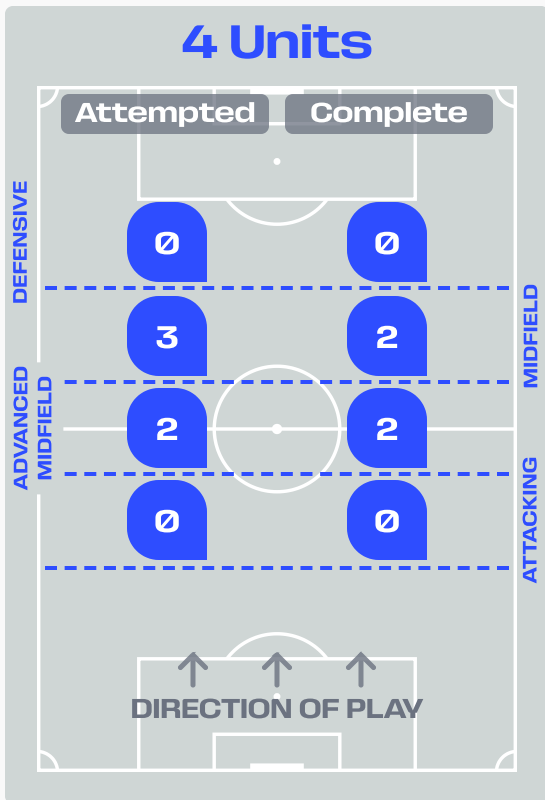 4 Units
Attempted
Complete
DEFENSIVE
0
0
MIDFIELD
3
2
ADVANCED
MIDFIELD
2
2
ATTACKING
0
0
DIRECTION OF PLAY